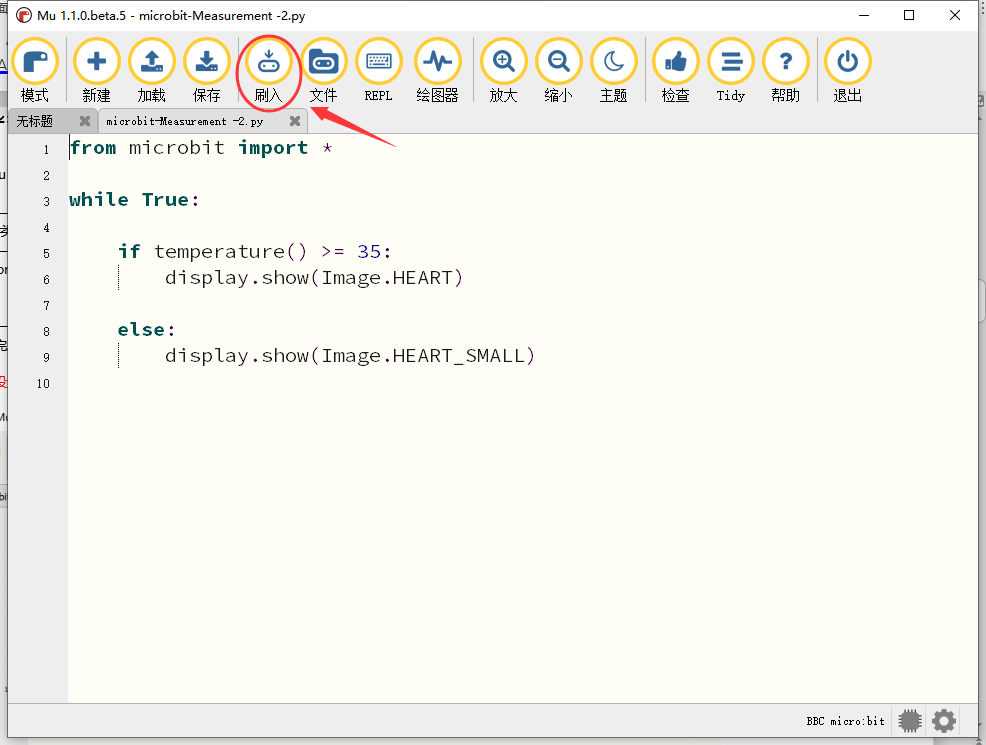 Mu 1.1.0.beta.5 - microbit-Measurement -2.py
模式 新建 加载 保存 刷入 文件 REPL 绘图器 放大 缩小 主题 检查 Tidy 帮助 退出
无标题 microbit-Measurement -2.py
1 from microbit import *
2
3 while True:
4
5 if temperature() >= 35:
6 display.show(Image.HEART)
7
8 else:
9 display.show(Image.HEART_SMALL)
10
BBC micro:bit